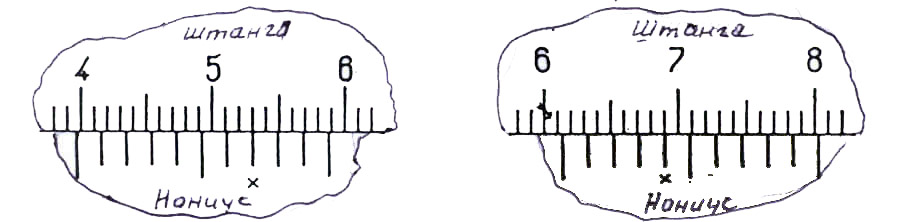 штанга
4 5 6
x
Нониус
Штанга
6 7 8
x
Нониус